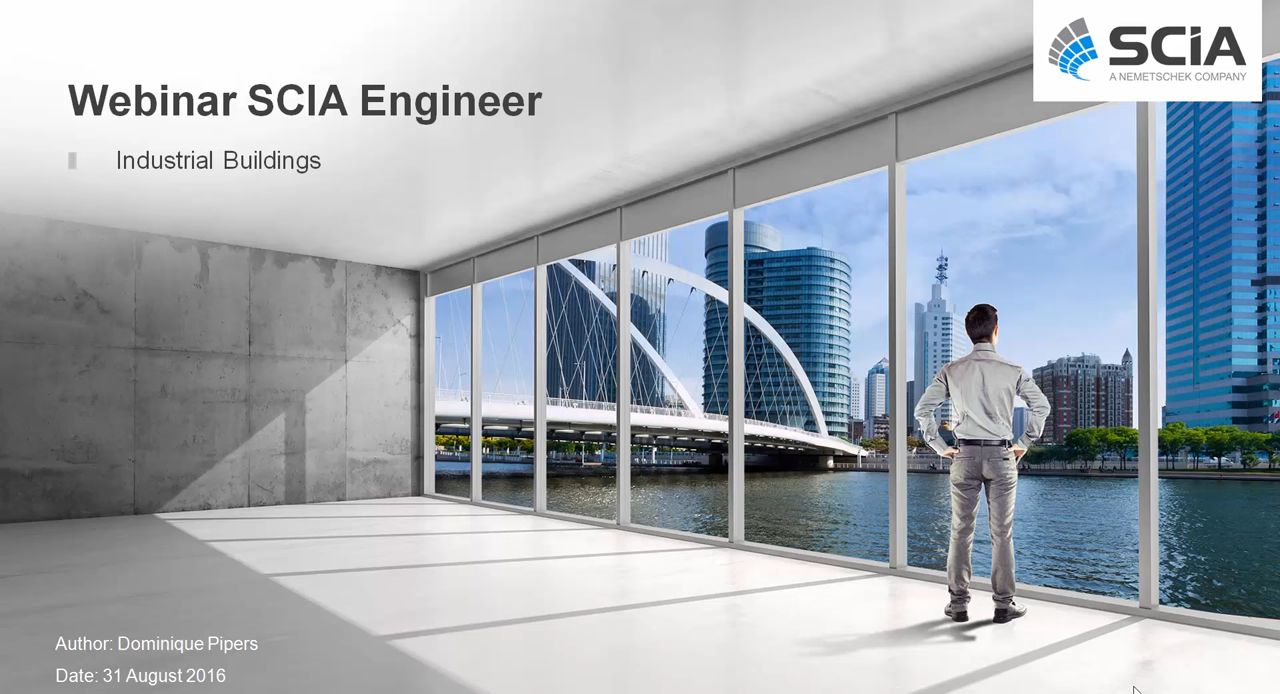 SCIA
A NEMETSCHEK COMPANY
Webinar SCIA Engineer
Industrial Buildings
Author: Dominique Pipers
Date: 31 August 2016